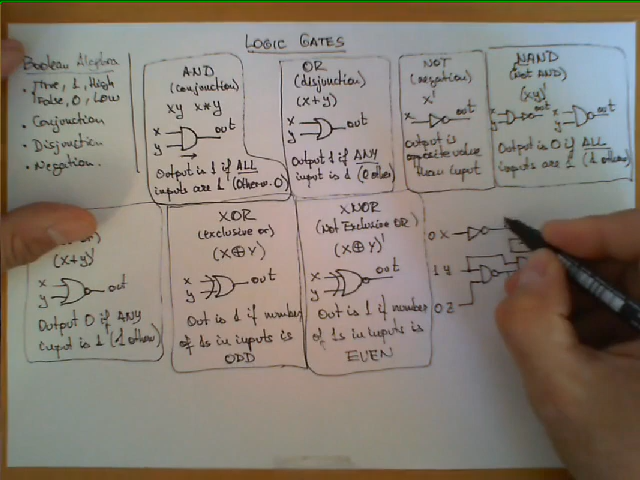 LOGIC GATES
Boolean Algebra
• True, 1, High
False, 0, Low
• Conjunction
• Disjunction
• Negation.
AND
(conjunction)
xy x*y
x
y
out
Output is 1 if ALL
inputs are 1 (Otherw. 0)
OR
(disjunction)
(x+y)
x
y
out
Output 1 if ANY
input is 1 (0 otherw)
NOT
(negation)
x'
x
out
Output is
opposite value
than input
NAND
(Not AND)
(xy)'
x
y
out
x
y
out
Output is 0 if ALL
inputs are 1 (1 otherw)
(x+y)'
x
y
out
Output 0 if ANY
input is 1 (1 otherw)
XOR
(exclusive or)
(x⊕y)
x
y
out
Out is 1 if number
of 1s in inputs is
ODD
XNOR
(Not Exclusive OR)
(x⊕y)'
x
y
out
Out is 1 if number
of 1s in inputs is
EVEN
0 x
1 y
0 z